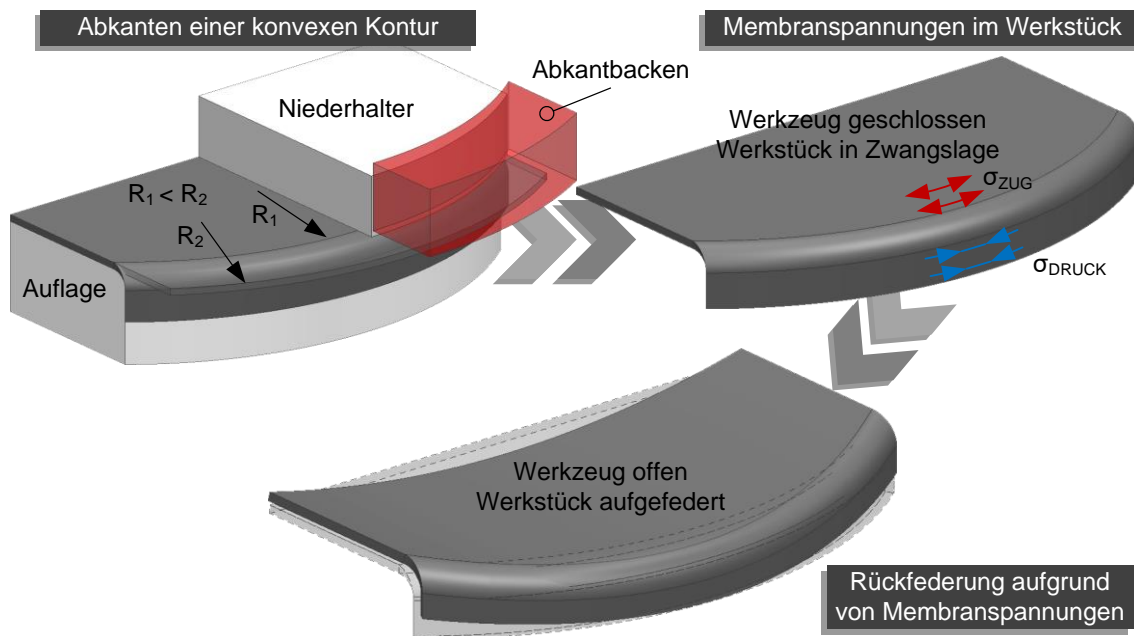 Abkanten einer konvexen Kontur
Membranspannungen im Werkstück
Abkantbacken
Niederhalter
R1 < R2
R1
R2
Auflage
Werkzeug geschlossen
Werkstück in Zwangslage
σZUG
σDRUCK
Werkzeug offen
Werkstück aufgefedert
Rückfederung aufgrund
von Membranspannungen